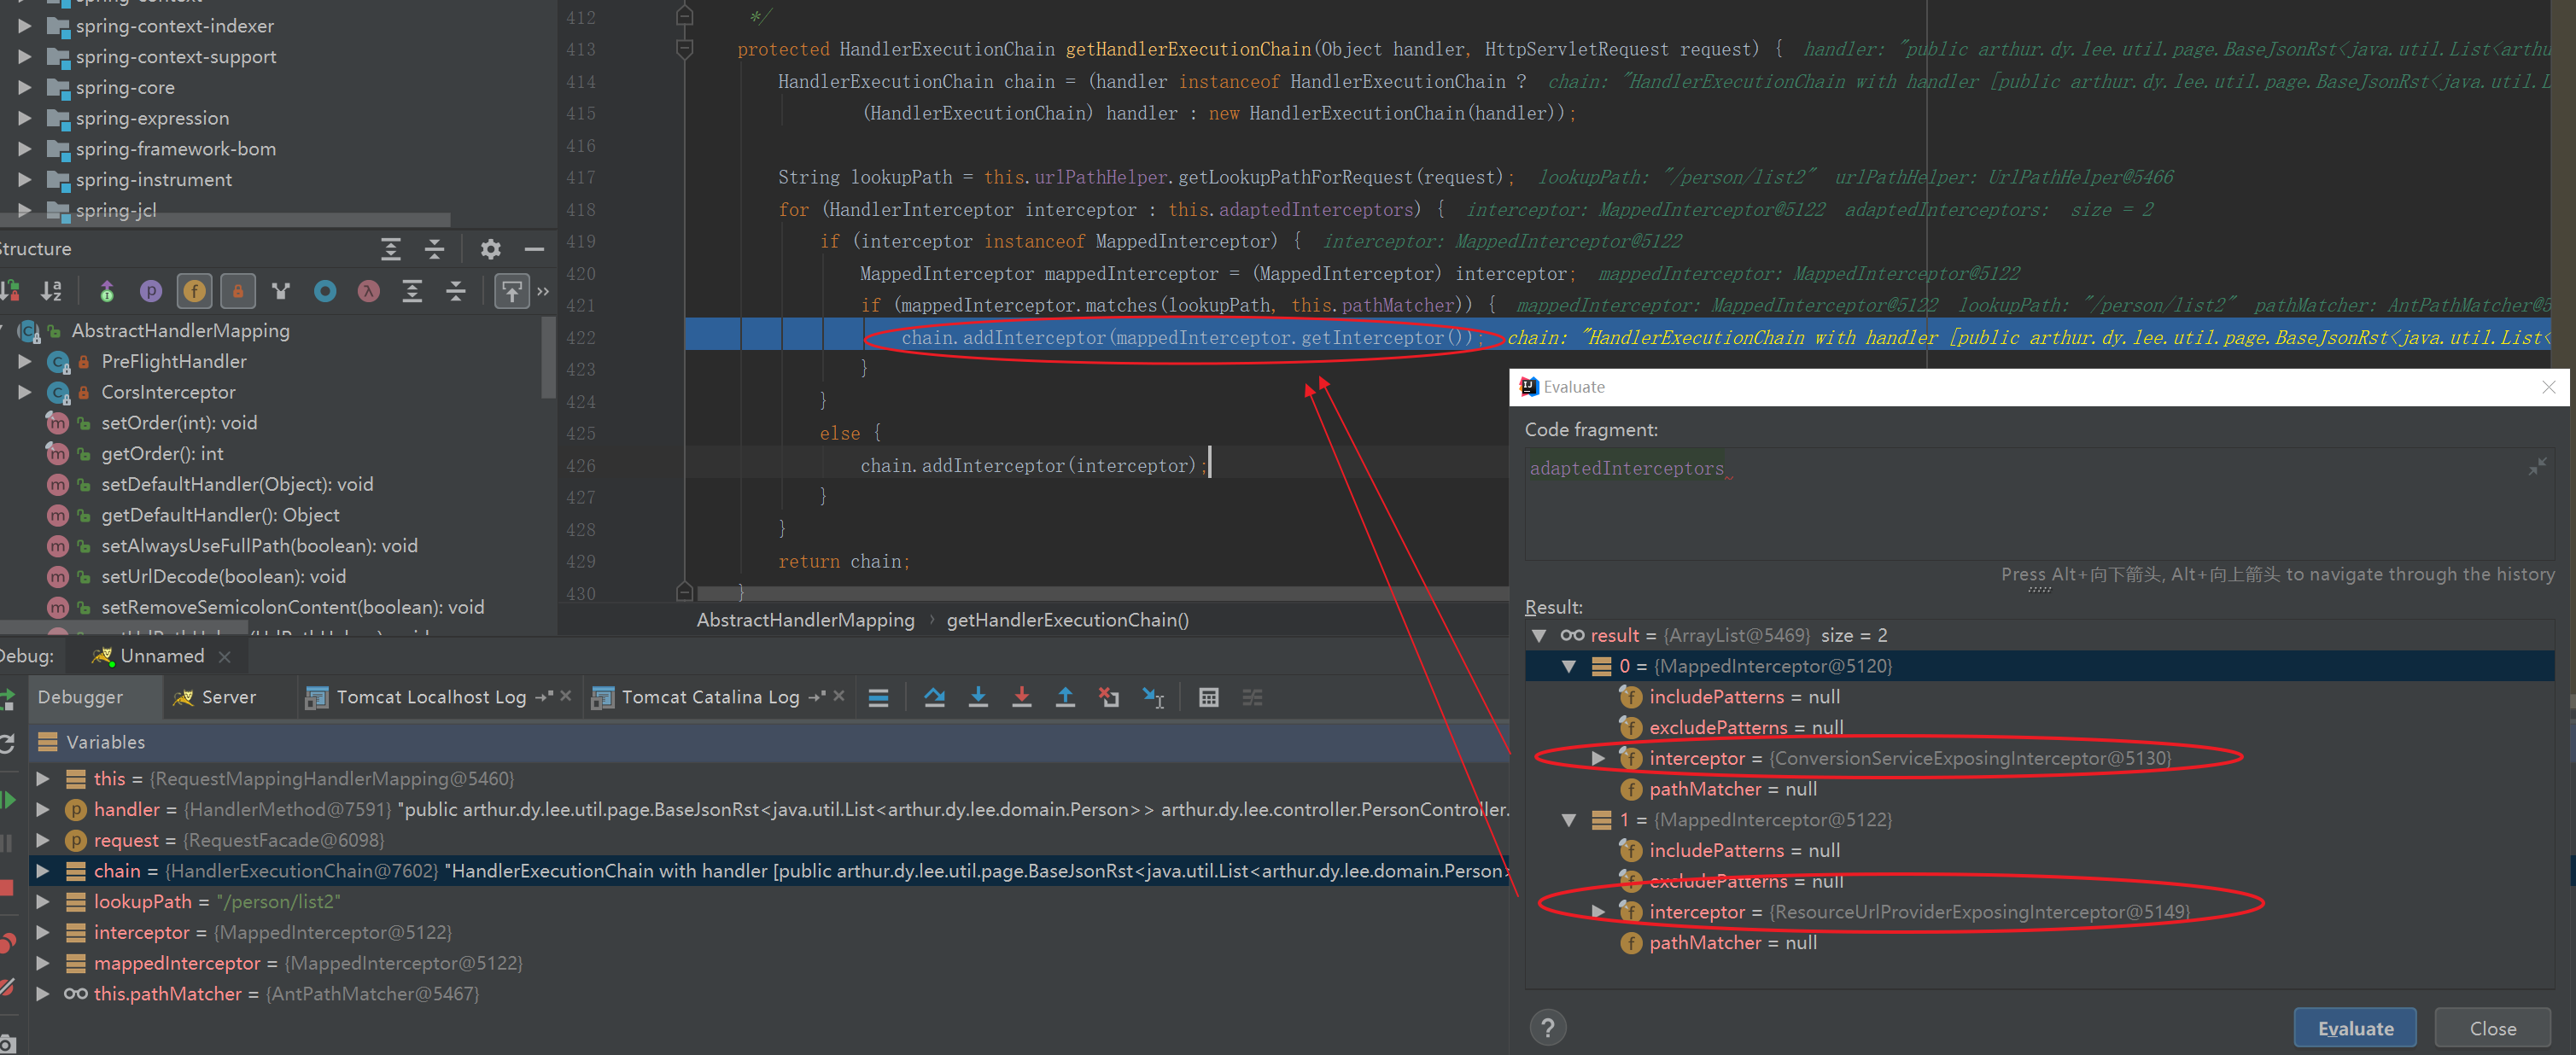 spring-context-indexer
spring-context-support
spring-core
spring-expression
spring-framework-bom
spring-instrument
spring-jcl
Structure
AbstractHandlerMapping
PreFlightHandler
CorsInterceptor
setOrder(int): void
getOrder(): int
setDefaultHandler(Object): void
getDefaultHandler(): Object
setAlwaysUseFullPath(boolean): void
setUrlDecode(boolean): void
setRemoveSemicolonContent(boolean): void
412 */
413 protected HandlerExecutionChain getHandlerExecutionChain(Object handler, HttpServletRequest request) { handler: "public arthur.dy.lee.util.page.BaseJsonRst<java.util.List<arthu
414 HandlerExecutionChain chain = (handler instanceof HandlerExecutionChain ? chain: "HandlerExecutionChain with handler [public arthur.dy.lee.util.page.BaseJsonRst<java.util.L
415 (HandlerExecutionChain) handler : new HandlerExecutionChain(handler));
416
417 String lookupPath = this.urlPathHelper.getLookupPathForRequest(request); lookupPath: "/person/list2" urlPathHelper: UrlPathHelper@5466
418 for (HandlerInterceptor interceptor : this.adaptedInterceptors) { interceptor: MappedInterceptor@5122 adaptedInterceptors: size = 2
419 if (interceptor instanceof MappedInterceptor) { interceptor: MappedInterceptor@5122
420 MappedInterceptor mappedInterceptor = (MappedInterceptor) interceptor; mappedInterceptor: MappedInterceptor@5122
421 if (mappedInterceptor.matches(lookupPath, this.pathMatcher)) { mappedInterceptor: MappedInterceptor@5122 lookupPath: "/person/list2" pathMatcher: AntPathMatcher@5
422 chain.addInterceptor(mappedInterceptor.getInterceptor()); chain: "HandlerExecutionChain with handler [public arthur.dy.lee.util.page.BaseJsonRst<java.util.List<
423 }
424 }
425 else {
426 chain.addInterceptor(interceptor);
427 }
428 }
429 return chain;
430 }
AbstractHandlerMapping › getHandlerExecutionChain()
Debug: Unnamed
Debugger Server Tomcat Localhost Log Tomcat Catalina Log
Variables
this = {RequestMappingHandlerMapping@5460}
handler = {HandlerMethod@7591} "public arthur.dy.lee.util.page.BaseJsonRst<java.util.List<arthur.dy.lee.domain.Person>> arthur.dy.lee.controller.PersonController.
request = {RequestFacade@6098}
chain = {HandlerExecutionChain@7602} "HandlerExecutionChain with handler [public arthur.dy.lee.util.page.BaseJsonRst<java.util.List<arthur.dy.lee.domain.Person>
lookupPath = "/person/list2"
interceptor = {MappedInterceptor@5122}
mappedInterceptor = {MappedInterceptor@5122}
this.pathMatcher = {AntPathMatcher@5467}
Evaluate
Code fragment:
adaptedInterceptors
Press Alt+向下箭头, Alt+向上箭头 to navigate through the history
Result:
result = {ArrayList@5469} size = 2
0 = {MappedInterceptor@5120}
includePatterns = null
excludePatterns = null
interceptor = {ConversionServiceExposingInterceptor@5130}
pathMatcher = null
1 = {MappedInterceptor@5122}
includePatterns = null
excludePatterns = null
interceptor = {ResourceUrlProviderExposingInterceptor@5149}
pathMatcher = null
? Evaluate Close